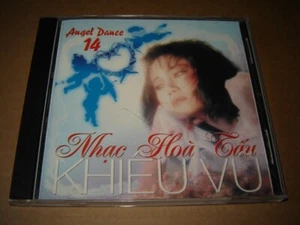 Angel Dance
14
Nhạc Hoà Tấu
KHIÊU VŨ